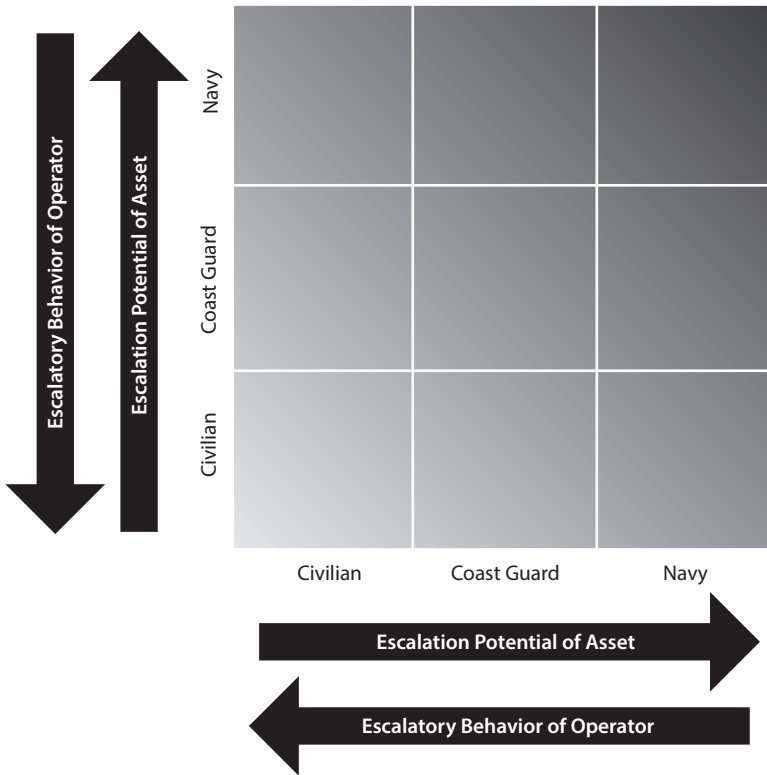 Escalatory Behavior of Operator
Escalation Potential of Asset
Navy
Coast Guard
Civilian
Civilian
Coast Guard
Navy
Escalation Potential of Asset
Escalatory Behavior of Operator